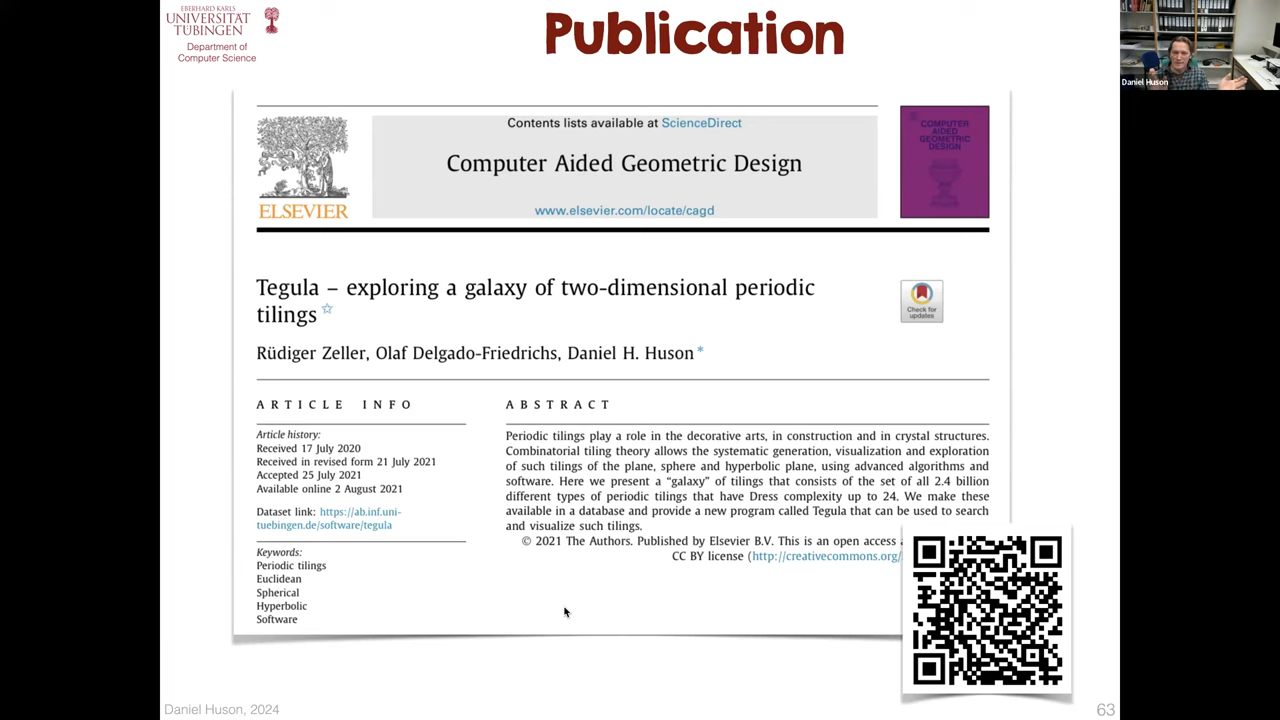 EBERHARD KARLS
UNIVERSITÄT
TÜBINGEN
Department of
Computer Science
Publication
Daniel Huson
Contents lists available at ScienceDirect
Computer Aided Geometric Design
www.elsevier.com/locate/cagd
ELSEVIER
COMPUTER
AIDED
GEOMETRIC
DESIGN
Tegula – exploring a galaxy of two-dimensional periodic
tilings ☆
Check for
updates
Rüdiger Zeller, Olaf Delgado-Friedrichs, Daniel H. Huson *
ARTICLE INFO
Article history:
Received 17 July 2020
Received in revised form 21 July 2021
Accepted 25 July 2021
Available online 2 August 2021
Dataset link: https://ab.inf.uni-
tuebingen.de/software/tegula
Keywords:
Periodic tilings
Euclidean
Spherical
Hyperbolic
Software
ABSTRACT
Periodic tilings play a role in the decorative arts, in construction and in crystal structures.
Combinatorial tiling theory allows the systematic generation, visualization and exploration
of such tilings of the plane, sphere and hyperbolic plane, using advanced algorithms and
software. Here we present a “galaxy” of tilings that consists of the set of all 2.4 billion
different types of periodic tilings that have Dress complexity up to 24. We make these
available in a database and provide a new program called Tegula that can be used to search
and visualize such tilings.
© 2021 The Authors. Published by Elsevier B.V. This is an open access
CC BY license (http://creativecommons.org/
Daniel Huson, 2024
63